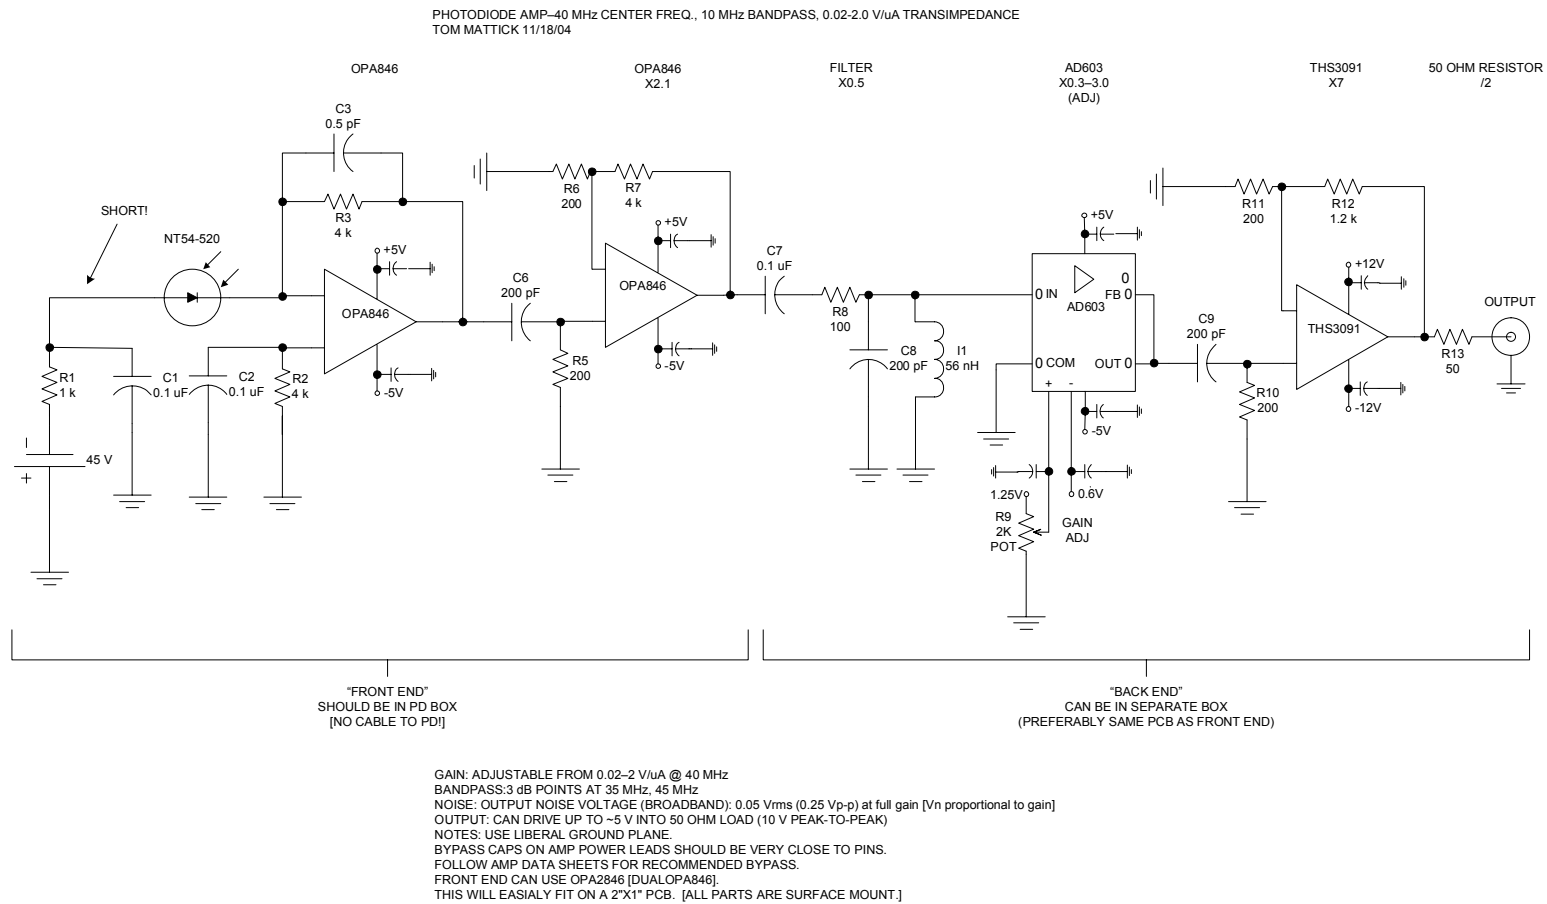 PHOTODIODE AMP–40 MHz CENTER FREQ., 10 MHz BANDPASS, 0.02-2.0 V/uA TRANSIMPEDANCE
TOM MATTICK 11/18/04
OPA846
OPA846
X2.1
FILTER
X0.5
AD603
X0.3–3.0
(ADJ)
THS3091
X7
50 OHM RESISTOR
/2
SHORT!
NT54-520
C3
0.5 pF
R3
4 k
+5V
OPA846
-5V
R1
1 k
C1
0.1 uF
C2
0.1 uF
R2
4 k
45 V
+
C6
200 pF
R5
200
R6
200
R7
4 k
+5V
OPA846
-5V
C7
0.1 uF
R8
100
C8
200 pF
I1
56 nH
+5V
0
0 IN
FB 0
AD603
0 COM
OUT 0
+
-
-5V
1.25V
0.6V
R9
2K
POT
GAIN
ADJ
C9
200 pF
R10
200
R11
200
R12
1.2 k
+12V
THS3091
-12V
R13
50
OUTPUT
“FRONT END”
SHOULD BE IN PD BOX
[NO CABLE TO PD!]
“BACK END”
CAN BE IN SEPARATE BOX
(PREFERABLY SAME PCB AS FRONT END)
GAIN: ADJUSTABLE FROM 0.02–2 V/uA @ 40 MHz
BANDPASS:3 dB POINTS AT 35 MHz, 45 MHz
NOISE: OUTPUT NOISE VOLTAGE (BROADBAND): 0.05 Vrms (0.25 Vp-p) at full gain [Vn proportional to gain]
OUTPUT: CAN DRIVE UP TO ~5 V INTO 50 OHM LOAD (10 V PEAK-TO-PEAK)
NOTES: USE LIBERAL GROUND PLANE.
BYPASS CAPS ON AMP POWER LEADS SHOULD BE VERY CLOSE TO PINS.
FOLLOW AMP DATA SHEETS FOR RECOMMENDED BYPASS.
FRONT END CAN USE OPA2846 [DUALOPA846].
THIS WILL EASIALY FIT ON A 2"X1" PCB. [ALL PARTS ARE SURFACE MOUNT.]